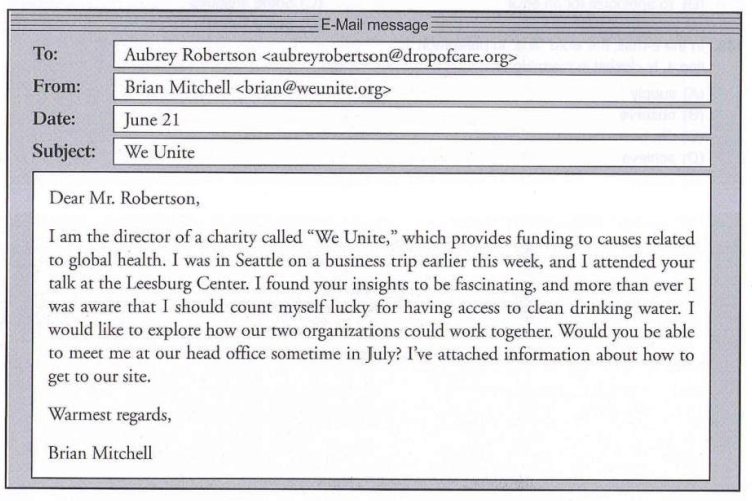 E-Mail message
To: Aubrey Robertson <aubreyrobertson@dropofcare.org>
From: Brian Mitchell <brian@weunite.org>
Date: June 21
Subject: We Unite
Dear Mr. Robertson,
I am the director of a charity called “We Unite,” which provides funding to causes related
to global health. I was in Seattle on a business trip earlier this week, and I attended your
talk at the Leesburg Center. I found your insights to be fascinating, and more than ever I
was aware that I should count myself lucky for having access to clean drinking water. I
would like to explore how our two organizations could work together. Would you be able
to meet me at our head office sometime in July? I’ve attached information about how to
get to our site.
Warmest regards,
Brian Mitchell